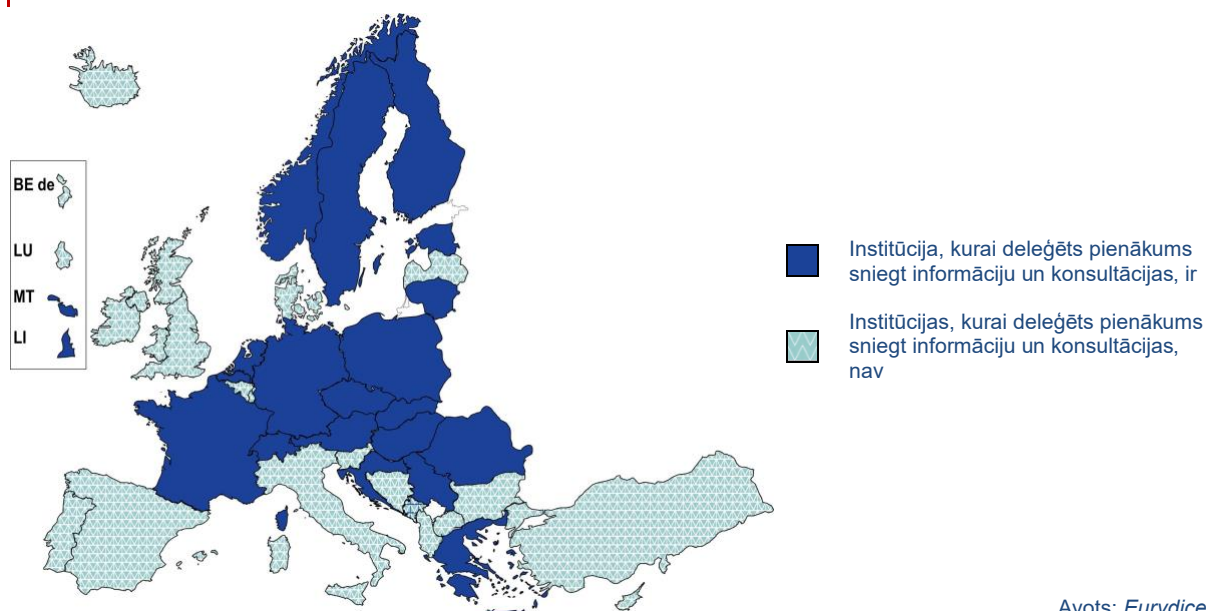 BE de
LU
MT
LI
Institūcija, kurai deleģēts pienākums
sniegt informāciju un konsultācijas, ir
Institūcijas, kurai deleģēts pienākums
sniegt informāciju un konsultācijas,
nav
Avots: Eurydice